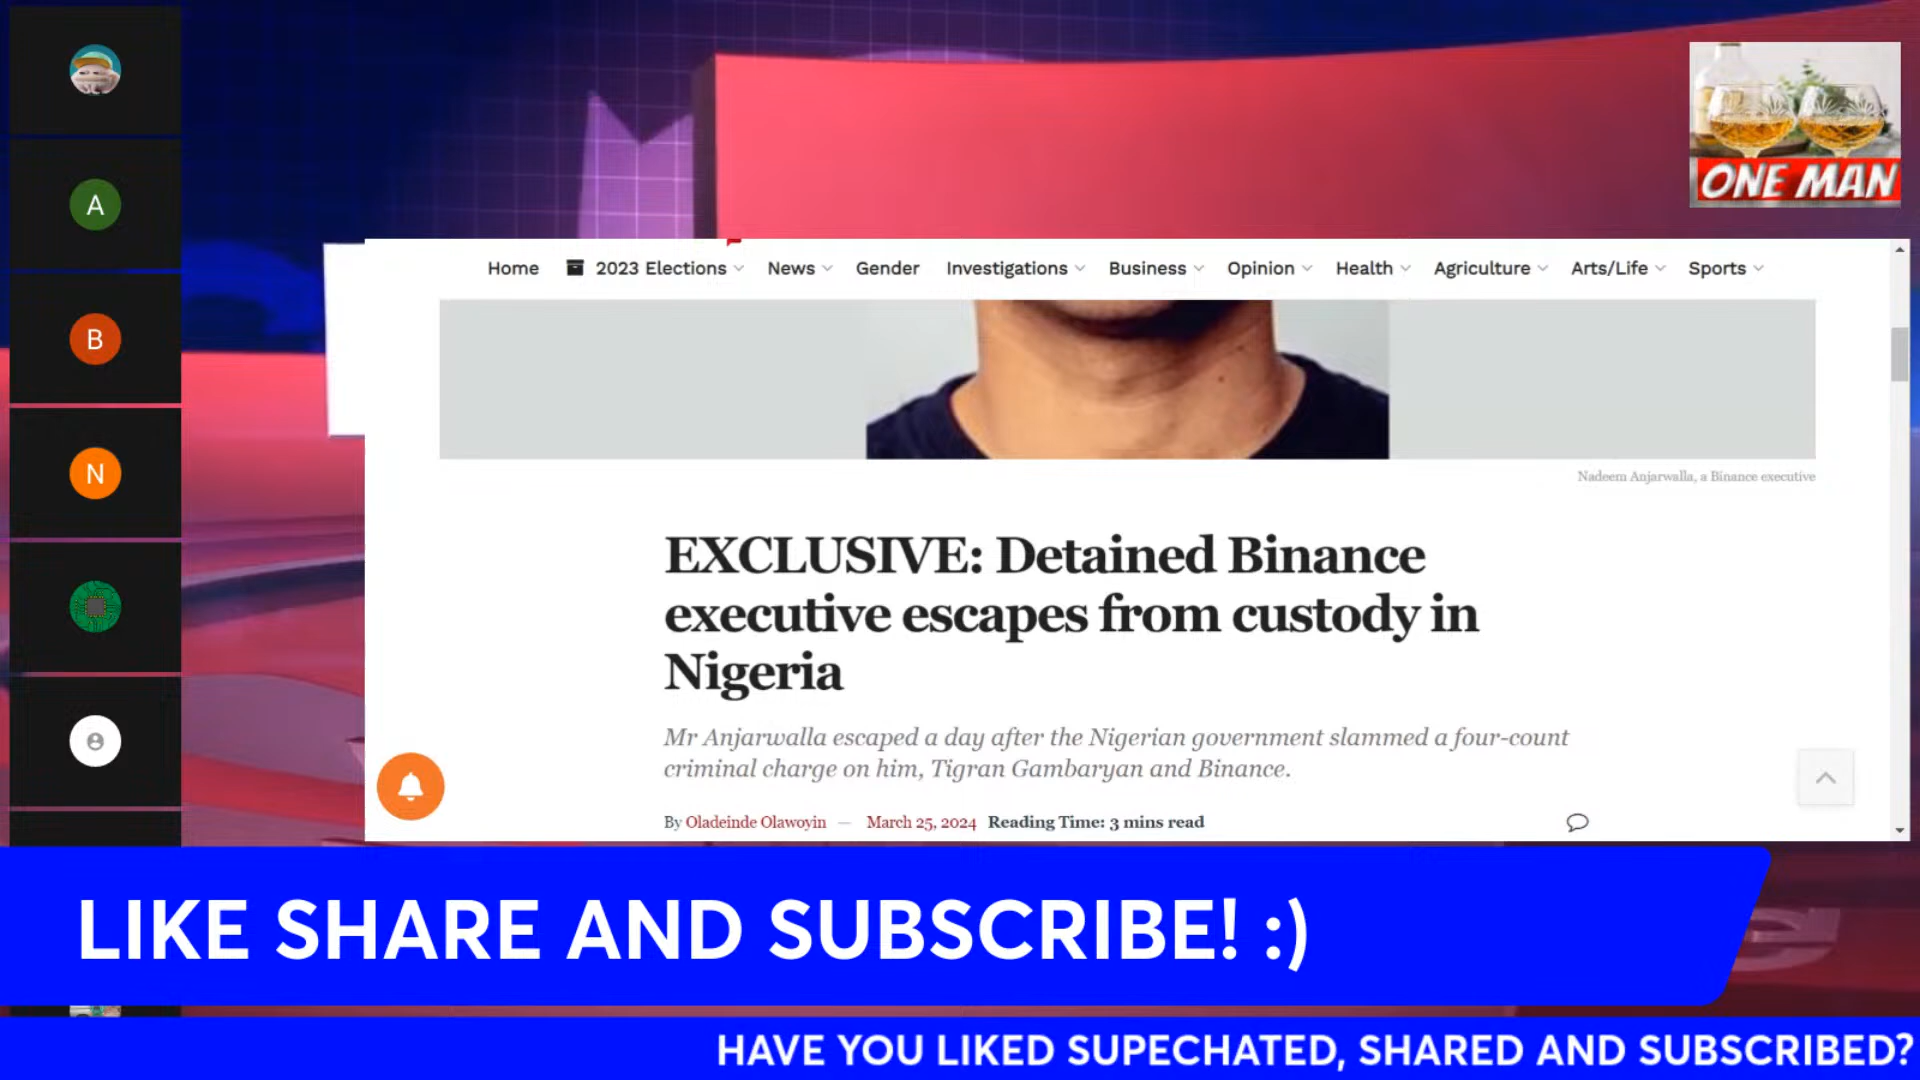 A
B
N
ONE MAN
Home 2023 Elections News Gender Investigations Business Opinion Health Agriculture Arts/Life Sports
Nadeem Anjarwalla, a Binance executive
EXCLUSIVE: Detained Binance
executive escapes from custody in
Nigeria
Mr Anjarwalla escaped a day after the Nigerian government slammed a four-count
criminal charge on him, Tigran Gambaryan and Binance.
By Oladeinde Olawoyin — March 25, 2024 Reading Time: 3 mins read
LIKE SHARE AND SUBSCRIBE! :)
HAVE YOU LIKED SUPECHATED, SHARED AND SUBSCRIBED?